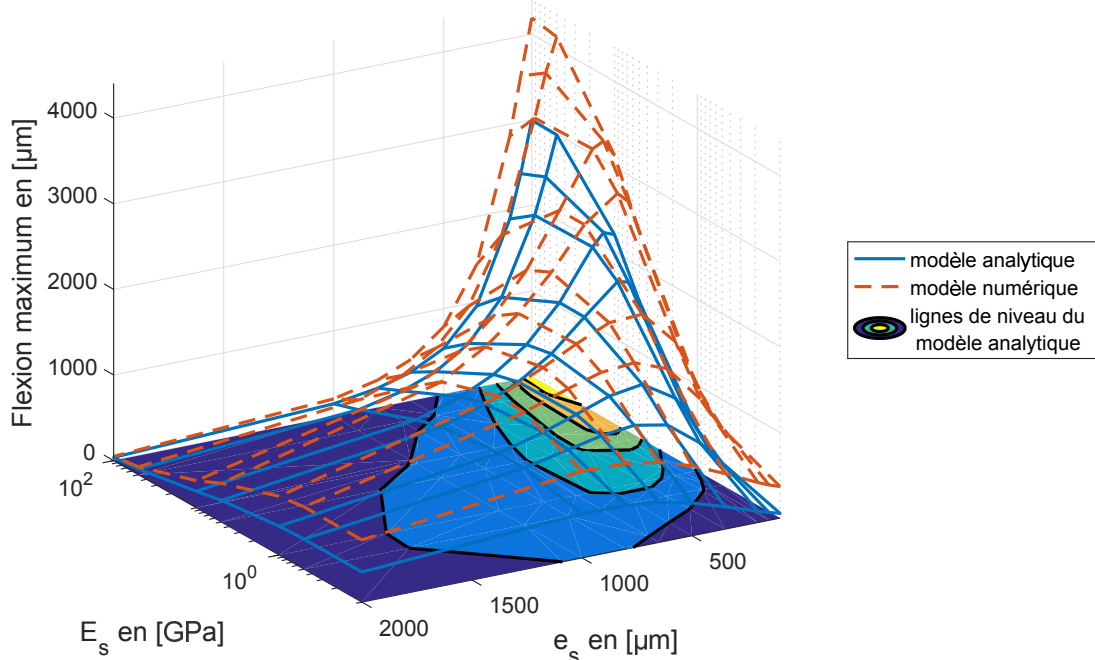 Flexion maximum en [µm]
4000
3000
2000
1000
0
10²
10⁰
E_s en [GPa]
2000
1500
1000
500
e_s en [µm]
modèle analytique
modèle numérique
lignes de niveau du
modèle analytique